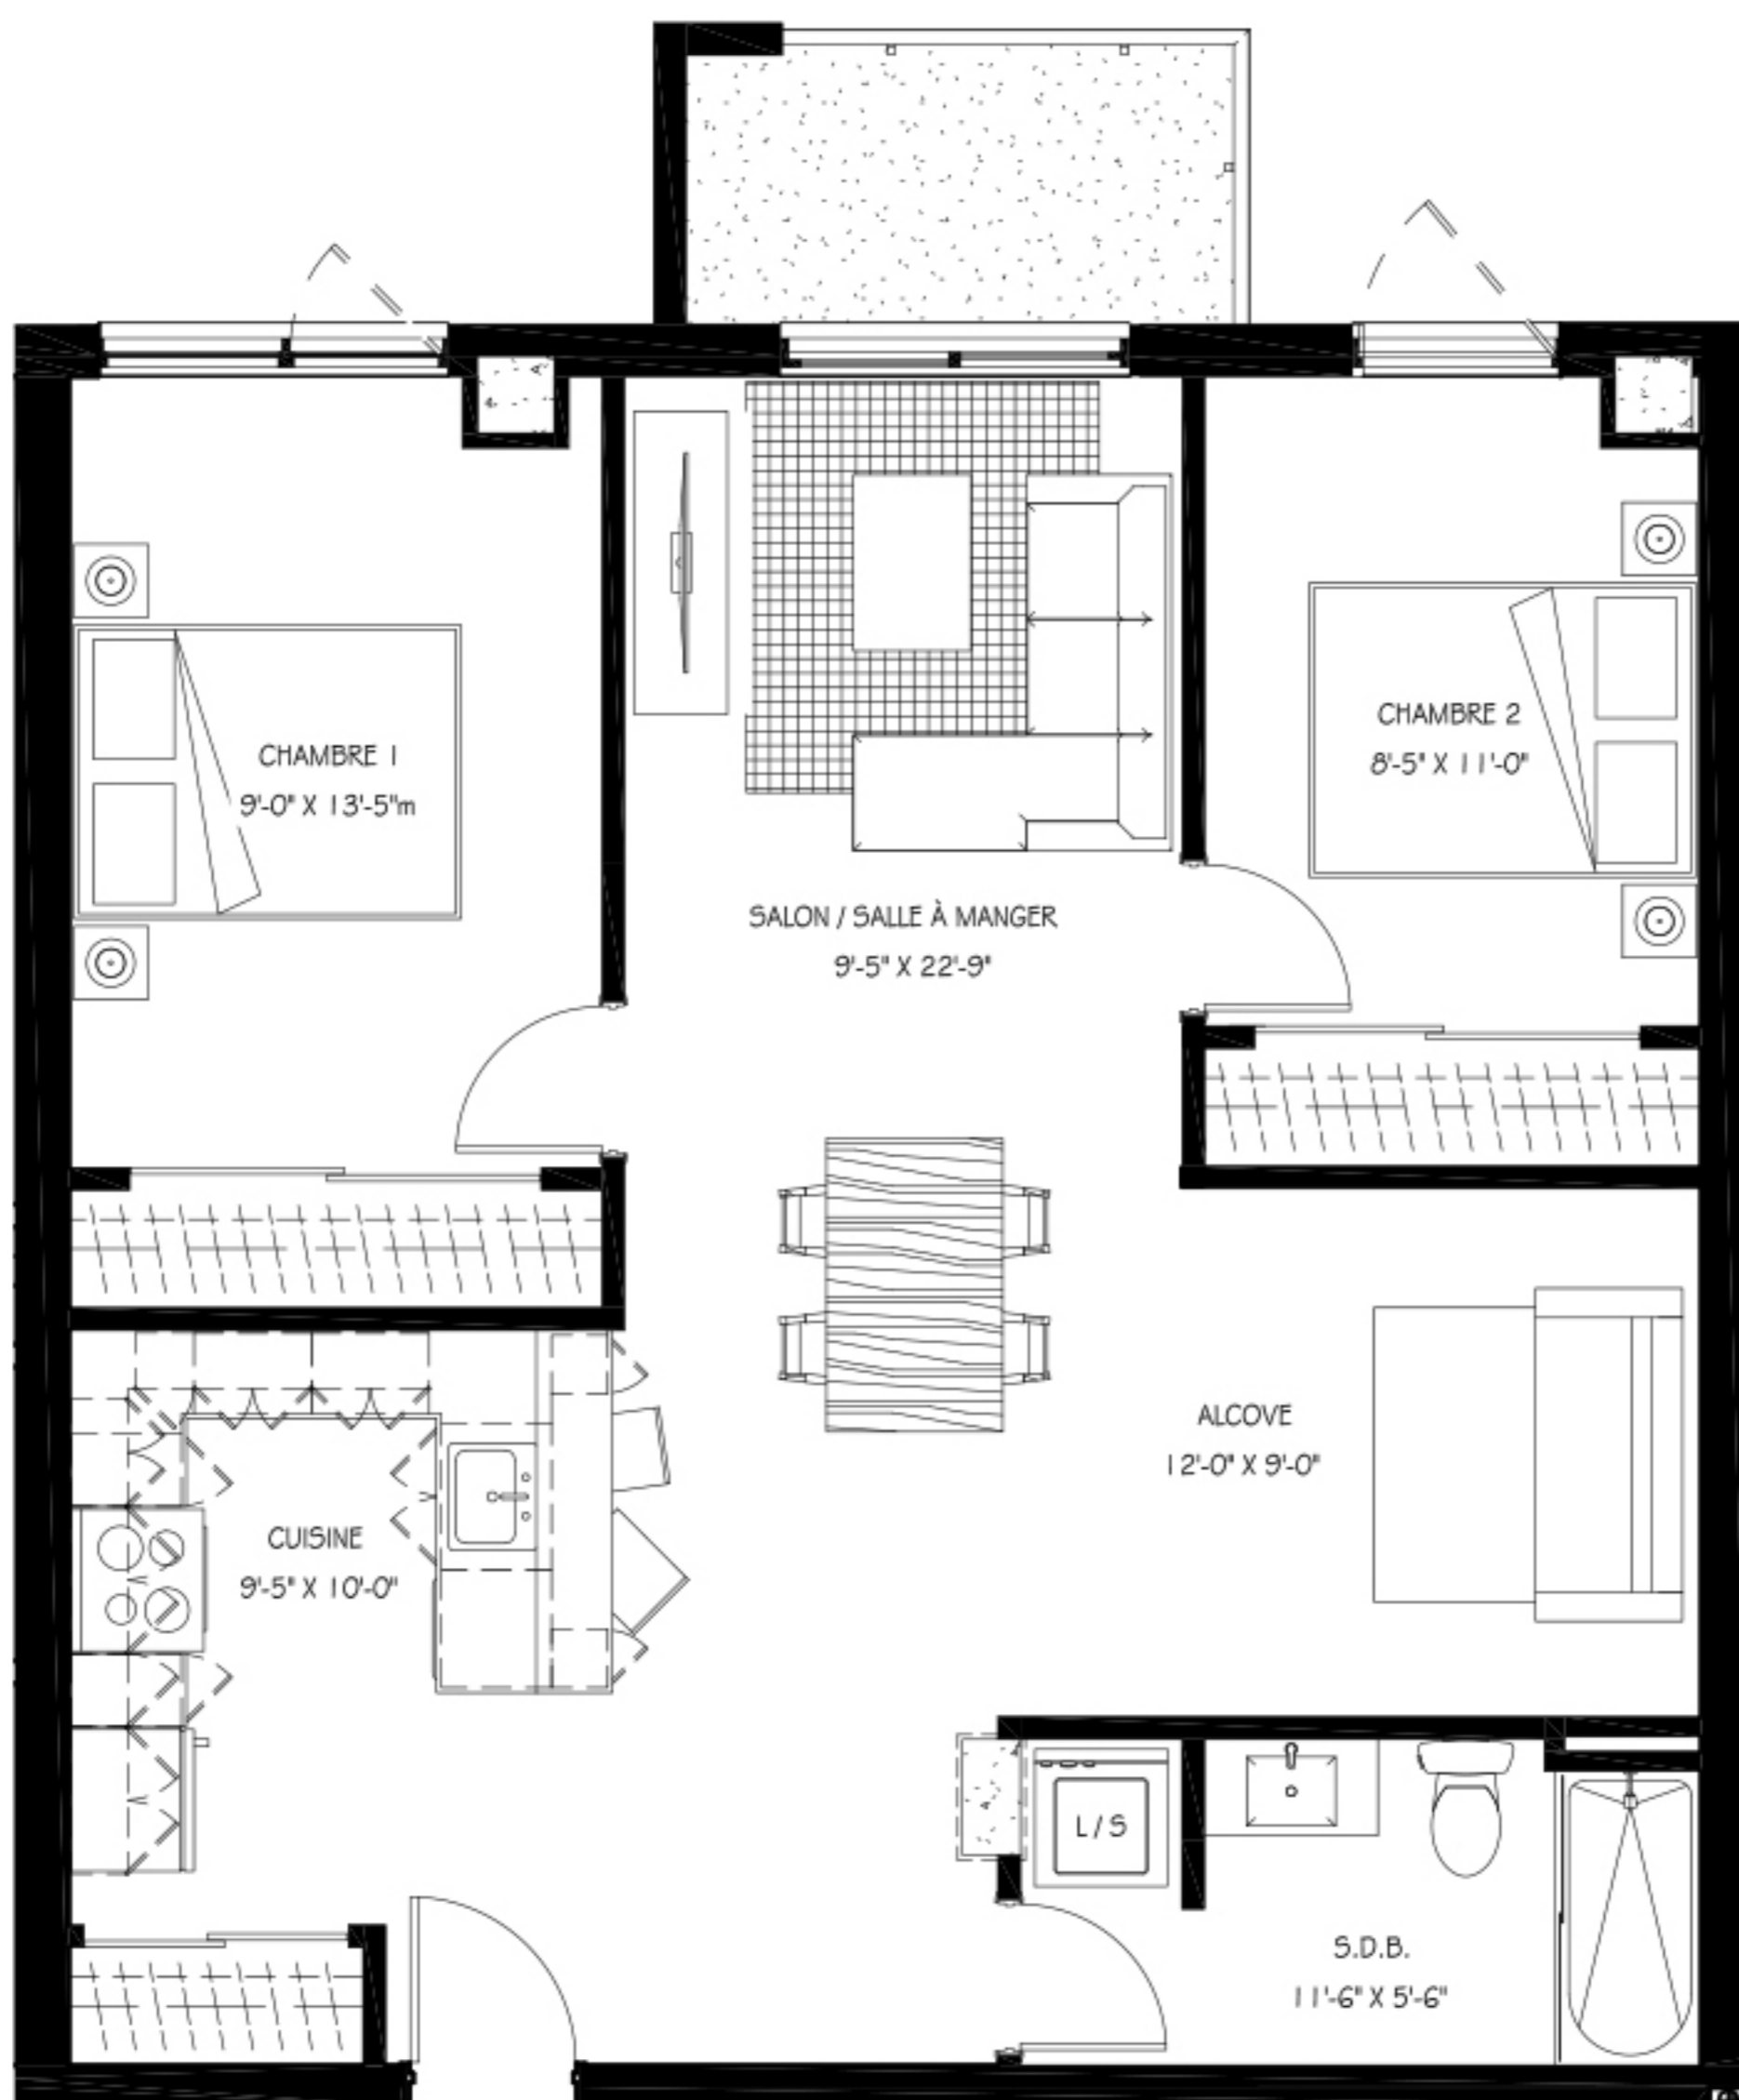 CHAMBRE 1
9'-0" X 13'-5"m
CHAMBRE 2
8'-5" X 11'-0"
SALON / SALLE À MANGER
9'-5" X 22'-9"
ALCOVE
12'-0" X 9'-0"
CUISINE
9'-5" X 10'-0"
L / S
S.D.B.
11'-6" X 5'-6"